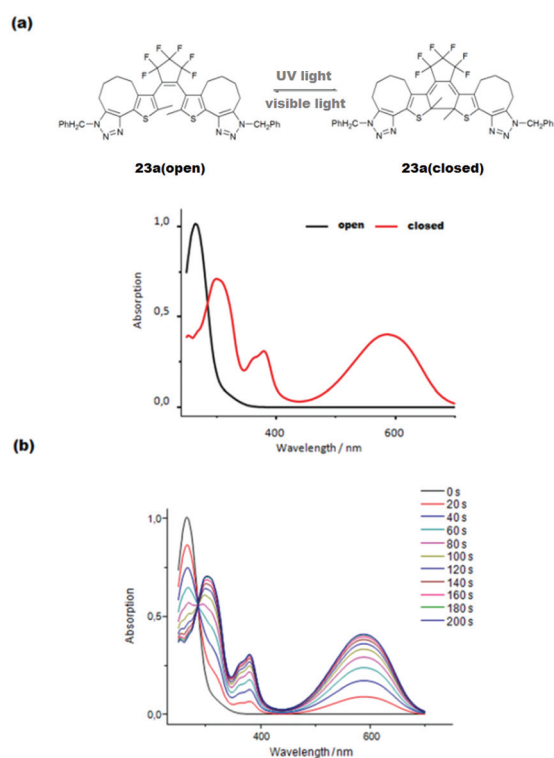 (a)
F F F F F F
UV light
visible light
F F F F F F
PhH₂C-N N=N S S N=N N-CH₂Ph
PhH₂C-N N=N S S N=N N-CH₂Ph
23a(open)
23a(closed)
open closed
1,0
0,5
0,0
Absorption
400 600
Wavelength / nm
(b)
0 s
20 s
40 s
60 s
80 s
100 s
120 s
140 s
160 s
180 s
200 s
1,0
0,5
0,0
Absorption
400 600
Wavelength / nm